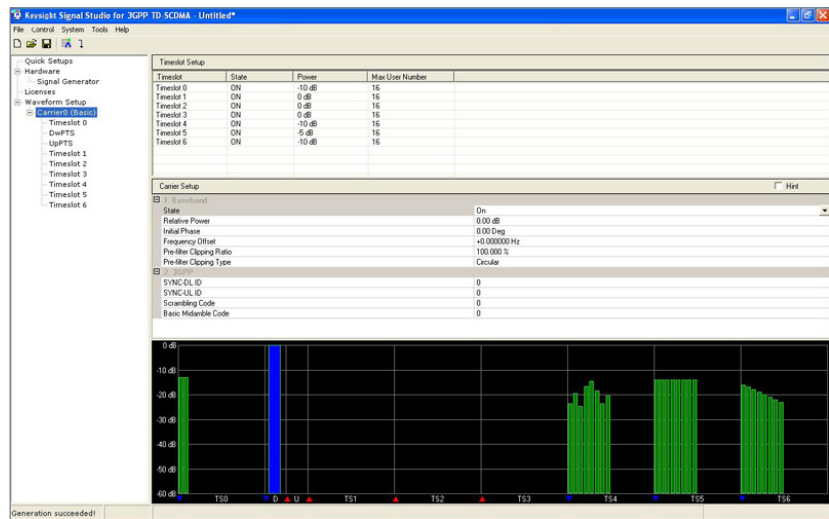 Keysight Signal Studio for 3GPP TD-SCDMA - Untitled*
File Control System Tools Help
Quick Setups
Hardware
Signal Generator
Licenses
Waveform Setup
Carrier0 (Basic)
Timeslot 0
DwPTS
UpPTS
Timeslot 1
Timeslot 2
Timeslot 3
Timeslot 4
Timeslot 5
Timeslot 6
Timeslot Setup
Timeslot State Power Max User Number
Timeslot 0 ON -10 dB 16
Timeslot 1 ON 0 dB 16
Timeslot 2 ON 0 dB 16
Timeslot 3 ON 0 dB 16
Timeslot 4 ON -10 dB 16
Timeslot 5 ON -5 dB 16
Timeslot 6 ON -10 dB 16
Carrier Setup Hint
1. Baseband
State On
Relative Power 0.00 dB
Initial Phase 0.00 Deg
Frequency Offset +0.000000 Hz
Pre-filter Clipping Ratio 100.000 %
Pre-filter Clipping Type Circular
2. 3GPP
SYNC-DL ID 0
SYNC-UL ID 0
Scrambling Code 0
Basic Midamble Code 0
0 dB
-10 dB
-20 dB
-30 dB
-40 dB
-50 dB
-60 dB
TS0 D U TS1 TS2 TS3 TS4 TS5 TS6
Generation succeeded!